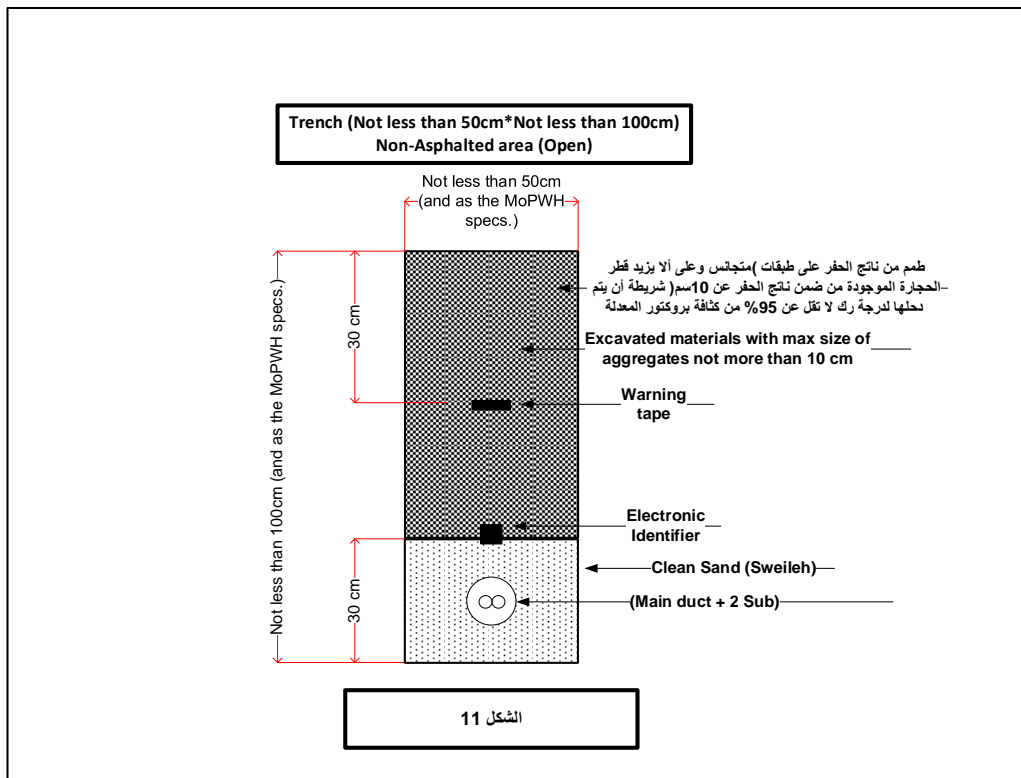 Trench (Not less than 50cm*Not less than 100cm)
Non-Asphalted area (Open)
Not less than 50cm
(and as the MoPWH
specs.)
Not less than 100cm (and as the MoPWH specs.)
30 cm
طمم من ناتج الحفر على طبقات )متجانس وعلى ألا يزيد قطر
الحجارة الموجودة من ضمن ناتج الحفر عن 10سم( شريطة أن يتم
دحلها لدرجة رك لا تقل عن 95% من كثافة بروكتور المعدلة
Excavated materials with max size of
aggregates not more than 10 cm
Warning
tape
Electronic
Identifier
30 cm
Clean Sand (Sweileh)
(Main duct + 2 Sub)
الشكل 11